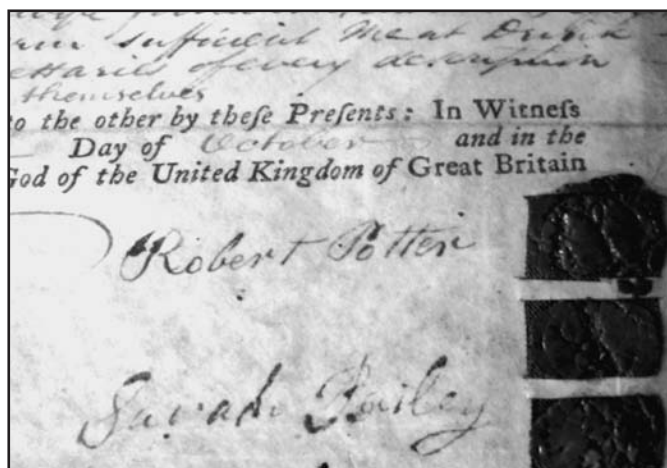 sufficient Meat Drink
of every description
themselves
to the other by theſe Preſents: In Witneſs
Day of October and in the
God of the United Kingdom of Great Britain
Robert Potter
Sarah Bailey